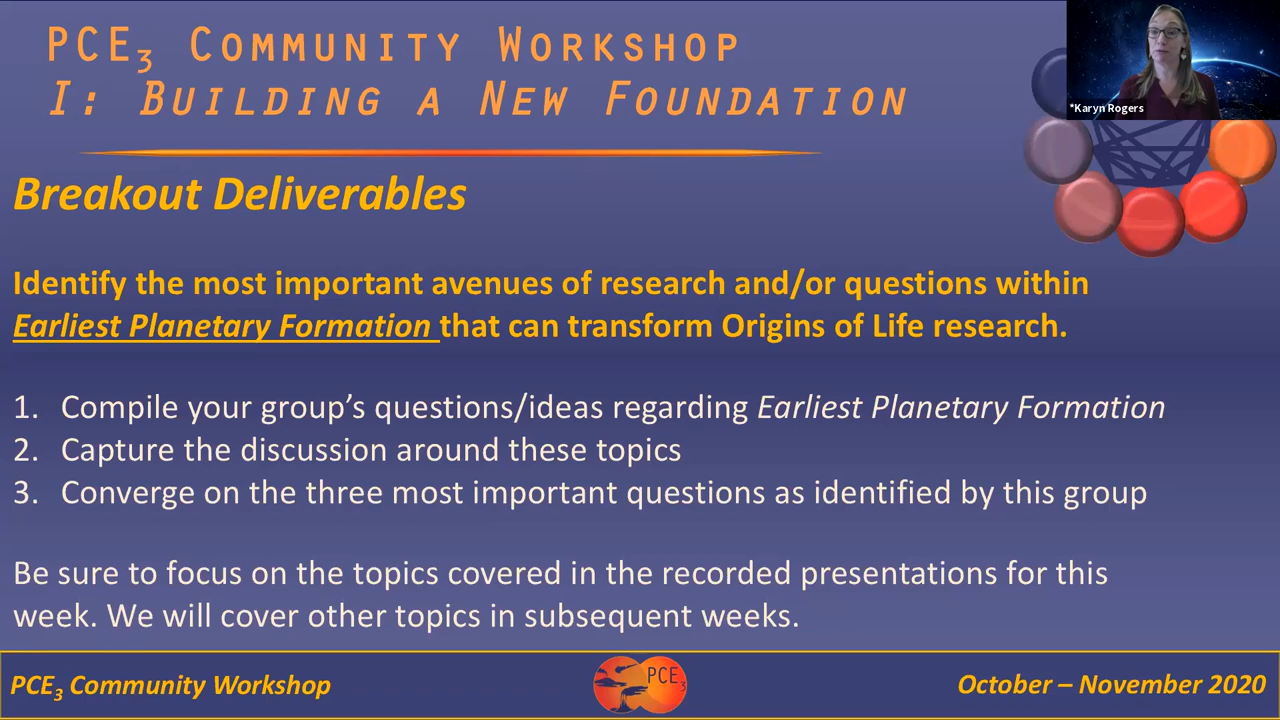 PCE3 COMMUNITY WORKSHOP
I: BUILDING A NEW FOUNDATION
*Karyn Rogers
Breakout Deliverables
Identify the most important avenues of research and/or questions within
Earliest Planetary Formation that can transform Origins of Life research.
1. Compile your group’s questions/ideas regarding Earliest Planetary Formation
2. Capture the discussion around these topics
3. Converge on the three most important questions as identified by this group
Be sure to focus on the topics covered in the recorded presentations for this
week. We will cover other topics in subsequent weeks.
PCE3 Community Workshop
PCE3
October – November 2020